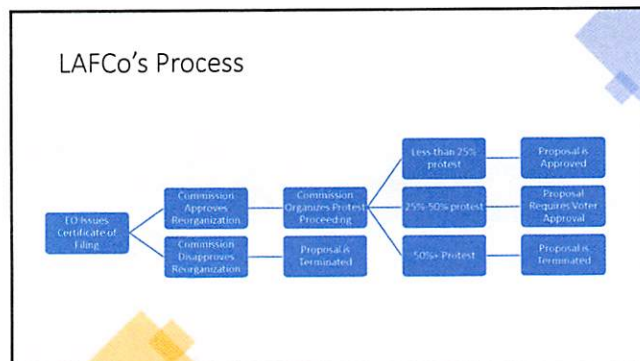 LAFCo's Process
EO Issues
Certificate of
Filing
Commission
Approves
Reorganization
Commission
Disapproves
Reorganization
Commission
Organizes Protest
Proceeding
Proposal is
Terminated
Less than 25%
protest
25%-50% protest
50%+ Protest
Proposal is
Approved
Proposal
Requires Voter
Approval
Proposal is
Terminated